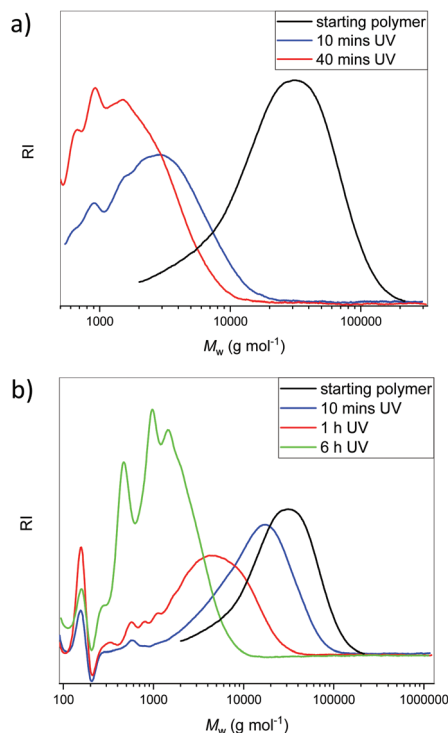 a)
starting polymer
10 mins UV
40 mins UV
RI
1000
10000
100000
Mw (g mol-1)
b)
starting polymer
10 mins UV
1 h UV
6 h UV
RI
100
1000
10000
100000
1000000
Mw (g mol-1)